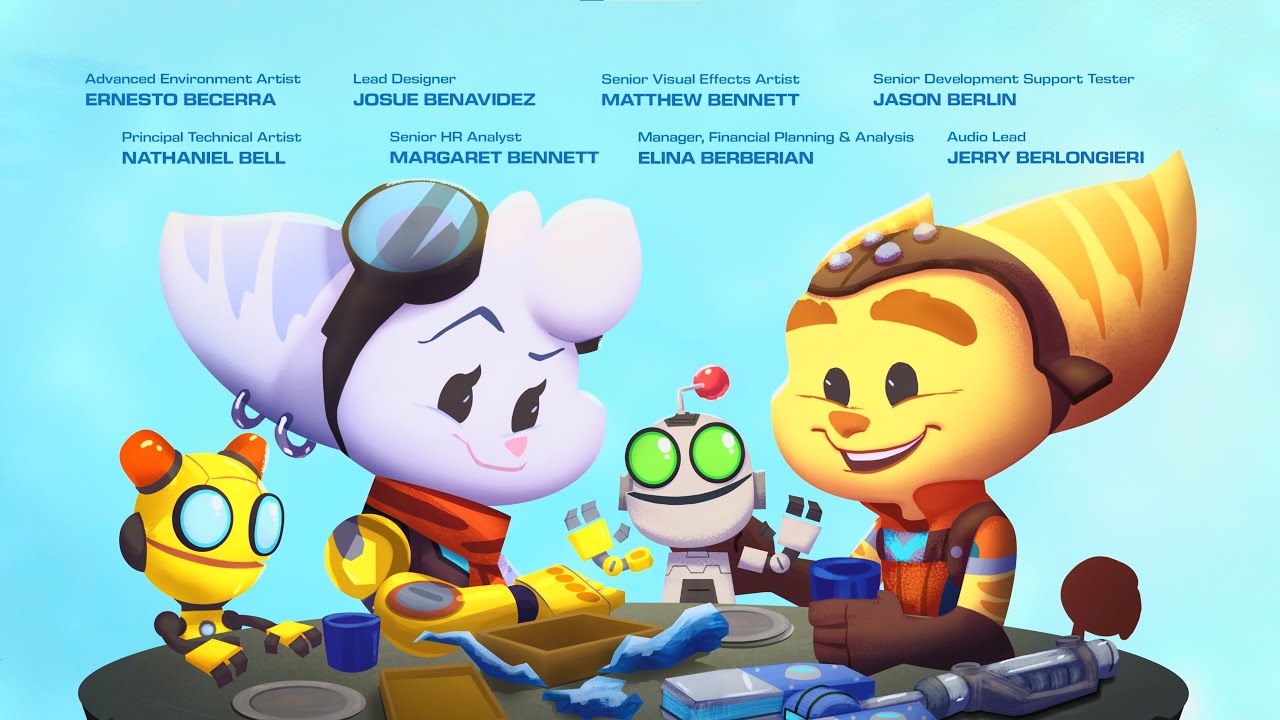 Advanced Environment Artist
ERNESTO BECERRA
Lead Designer
JOSUE BENAVIDEZ
Senior Visual Effects Artist
MATTHEW BENNETT
Senior Development Support Tester
JASON BERLIN
Principal Technical Artist
NATHANIEL BELL
Senior HR Analyst
MARGARET BENNETT
Manager, Financial Planning & Analysis
ELINA BERBERIAN
Audio Lead
JERRY BERLONGIERI